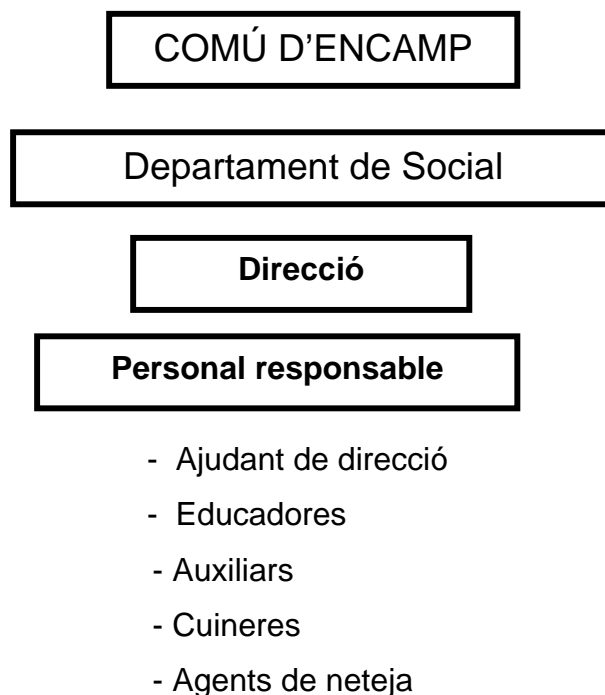 COMÚ D’ENCAMP
Departament de Social
Direcció
Personal responsable
- Ajudant de direcció
- Educadores
- Auxiliars
- Cuineres
- Agents de neteja